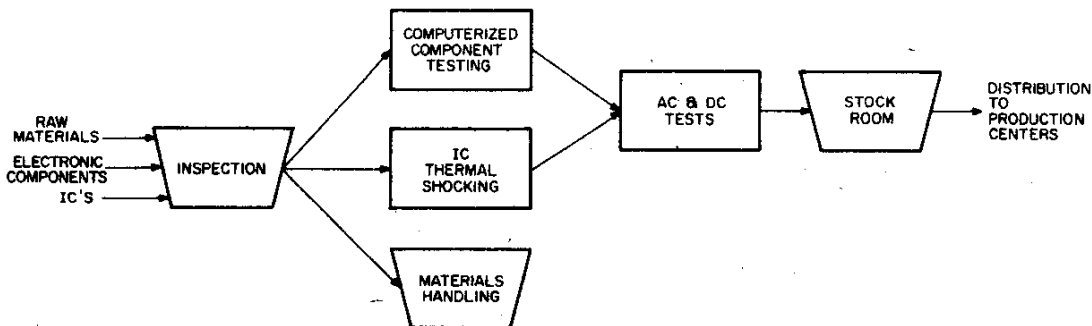 RAW
MATERIALS
ELECTRONIC
COMPONENTS
IC'S
INSPECTION
COMPUTERIZED
COMPONENT
TESTING
IC
THERMAL
SHOCKING
MATERIALS
HANDLING
AC & DC
TESTS
STOCK
ROOM
DISTRIBUTION
TO
PRODUCTION
CENTERS